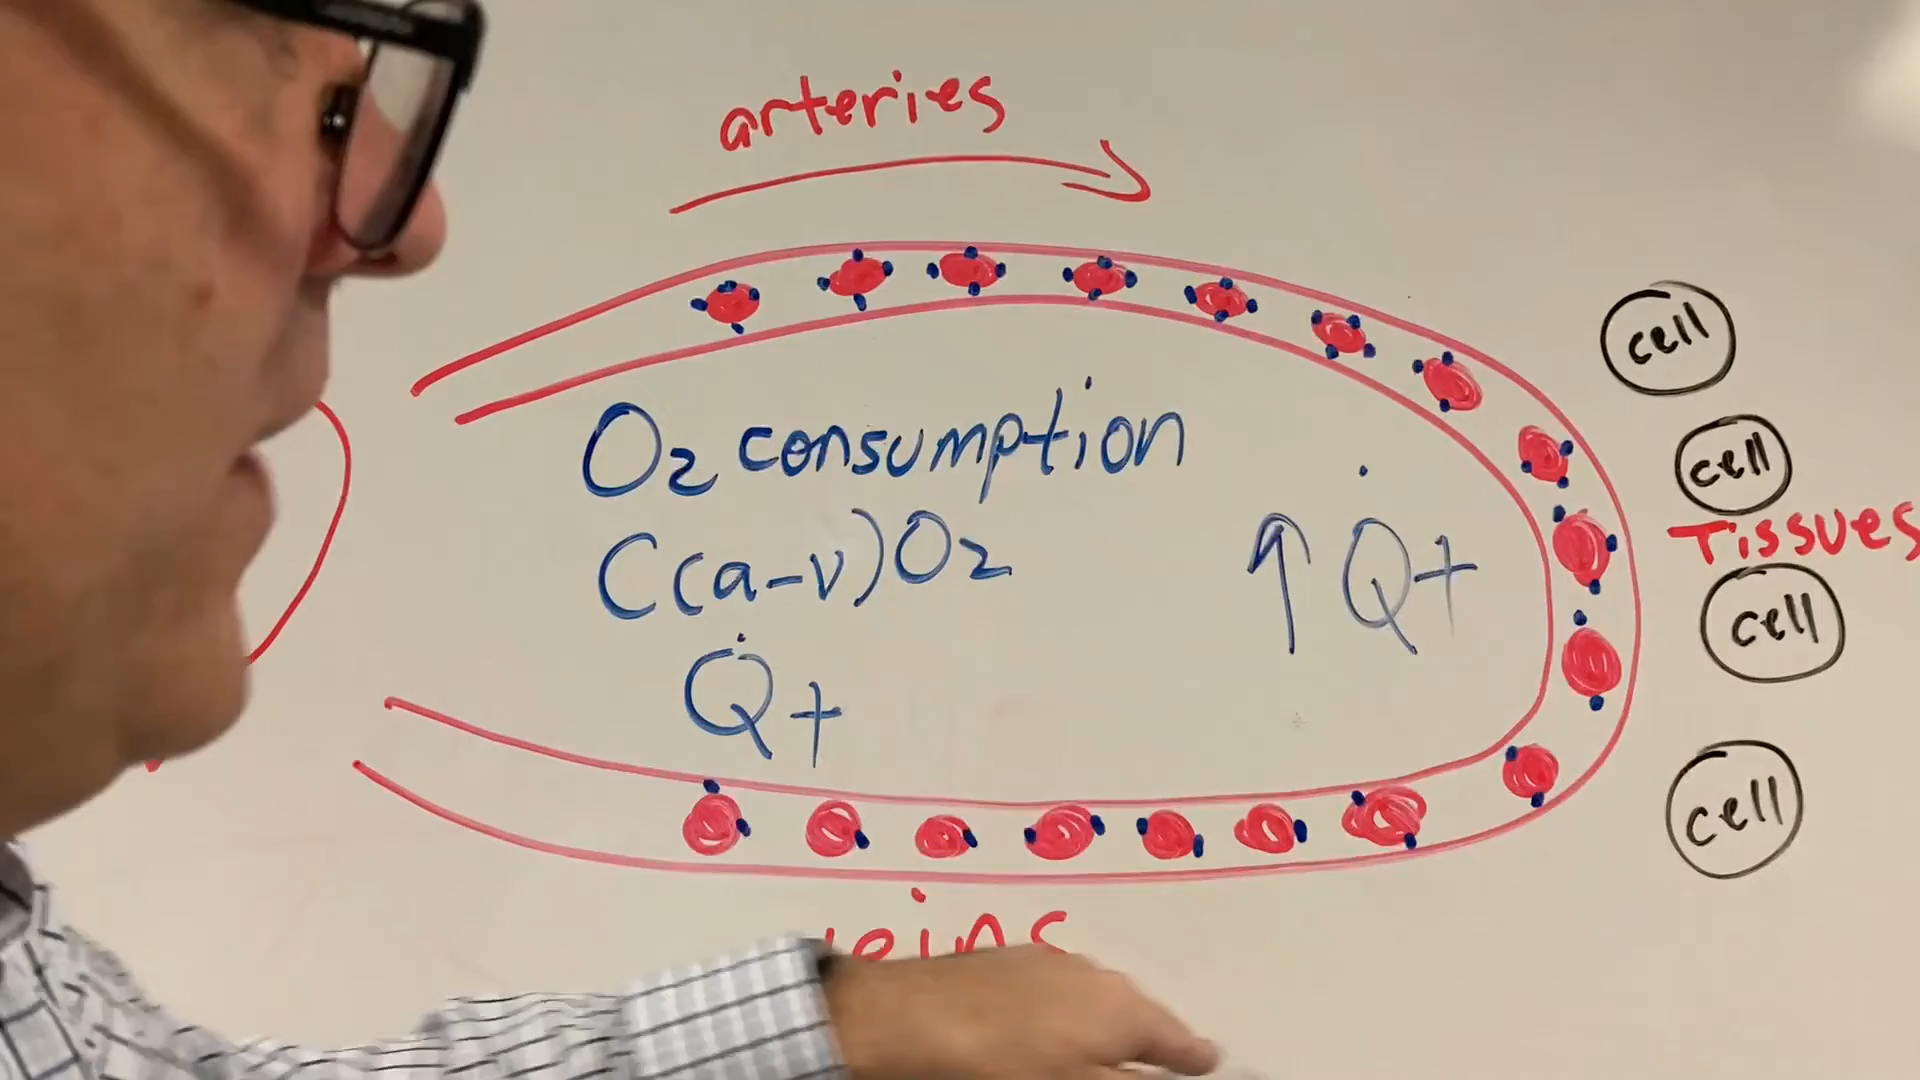 arteries
cell
O2 consumption
cell
C(a-v)O2
↑ Q̇+
Tissues
cell
Q̇+
cell
veins